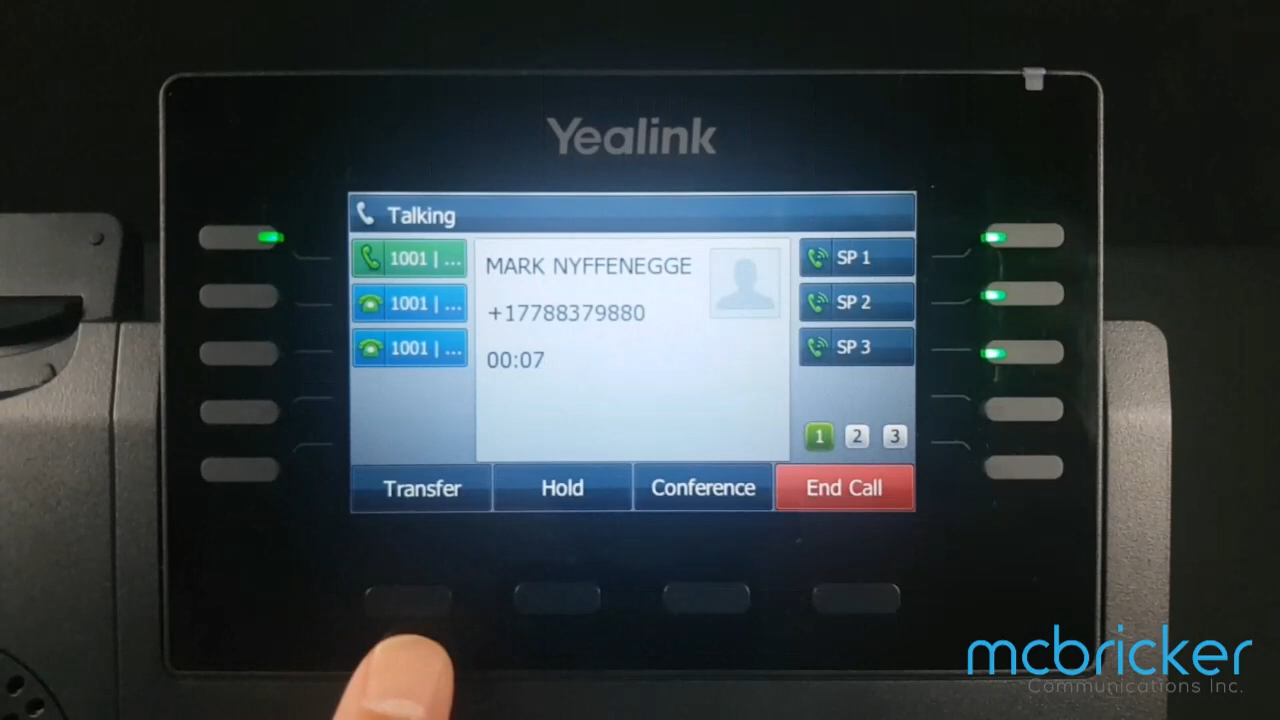 Yealink
Talking
1001 | ...
1001 | ...
1001 | ...
MARK NYFFENEGGE
+17788379880
00:07
SP 1
SP 2
SP 3
1 2 3
Transfer Hold Conference End Call
mcbricker
Communications Inc.